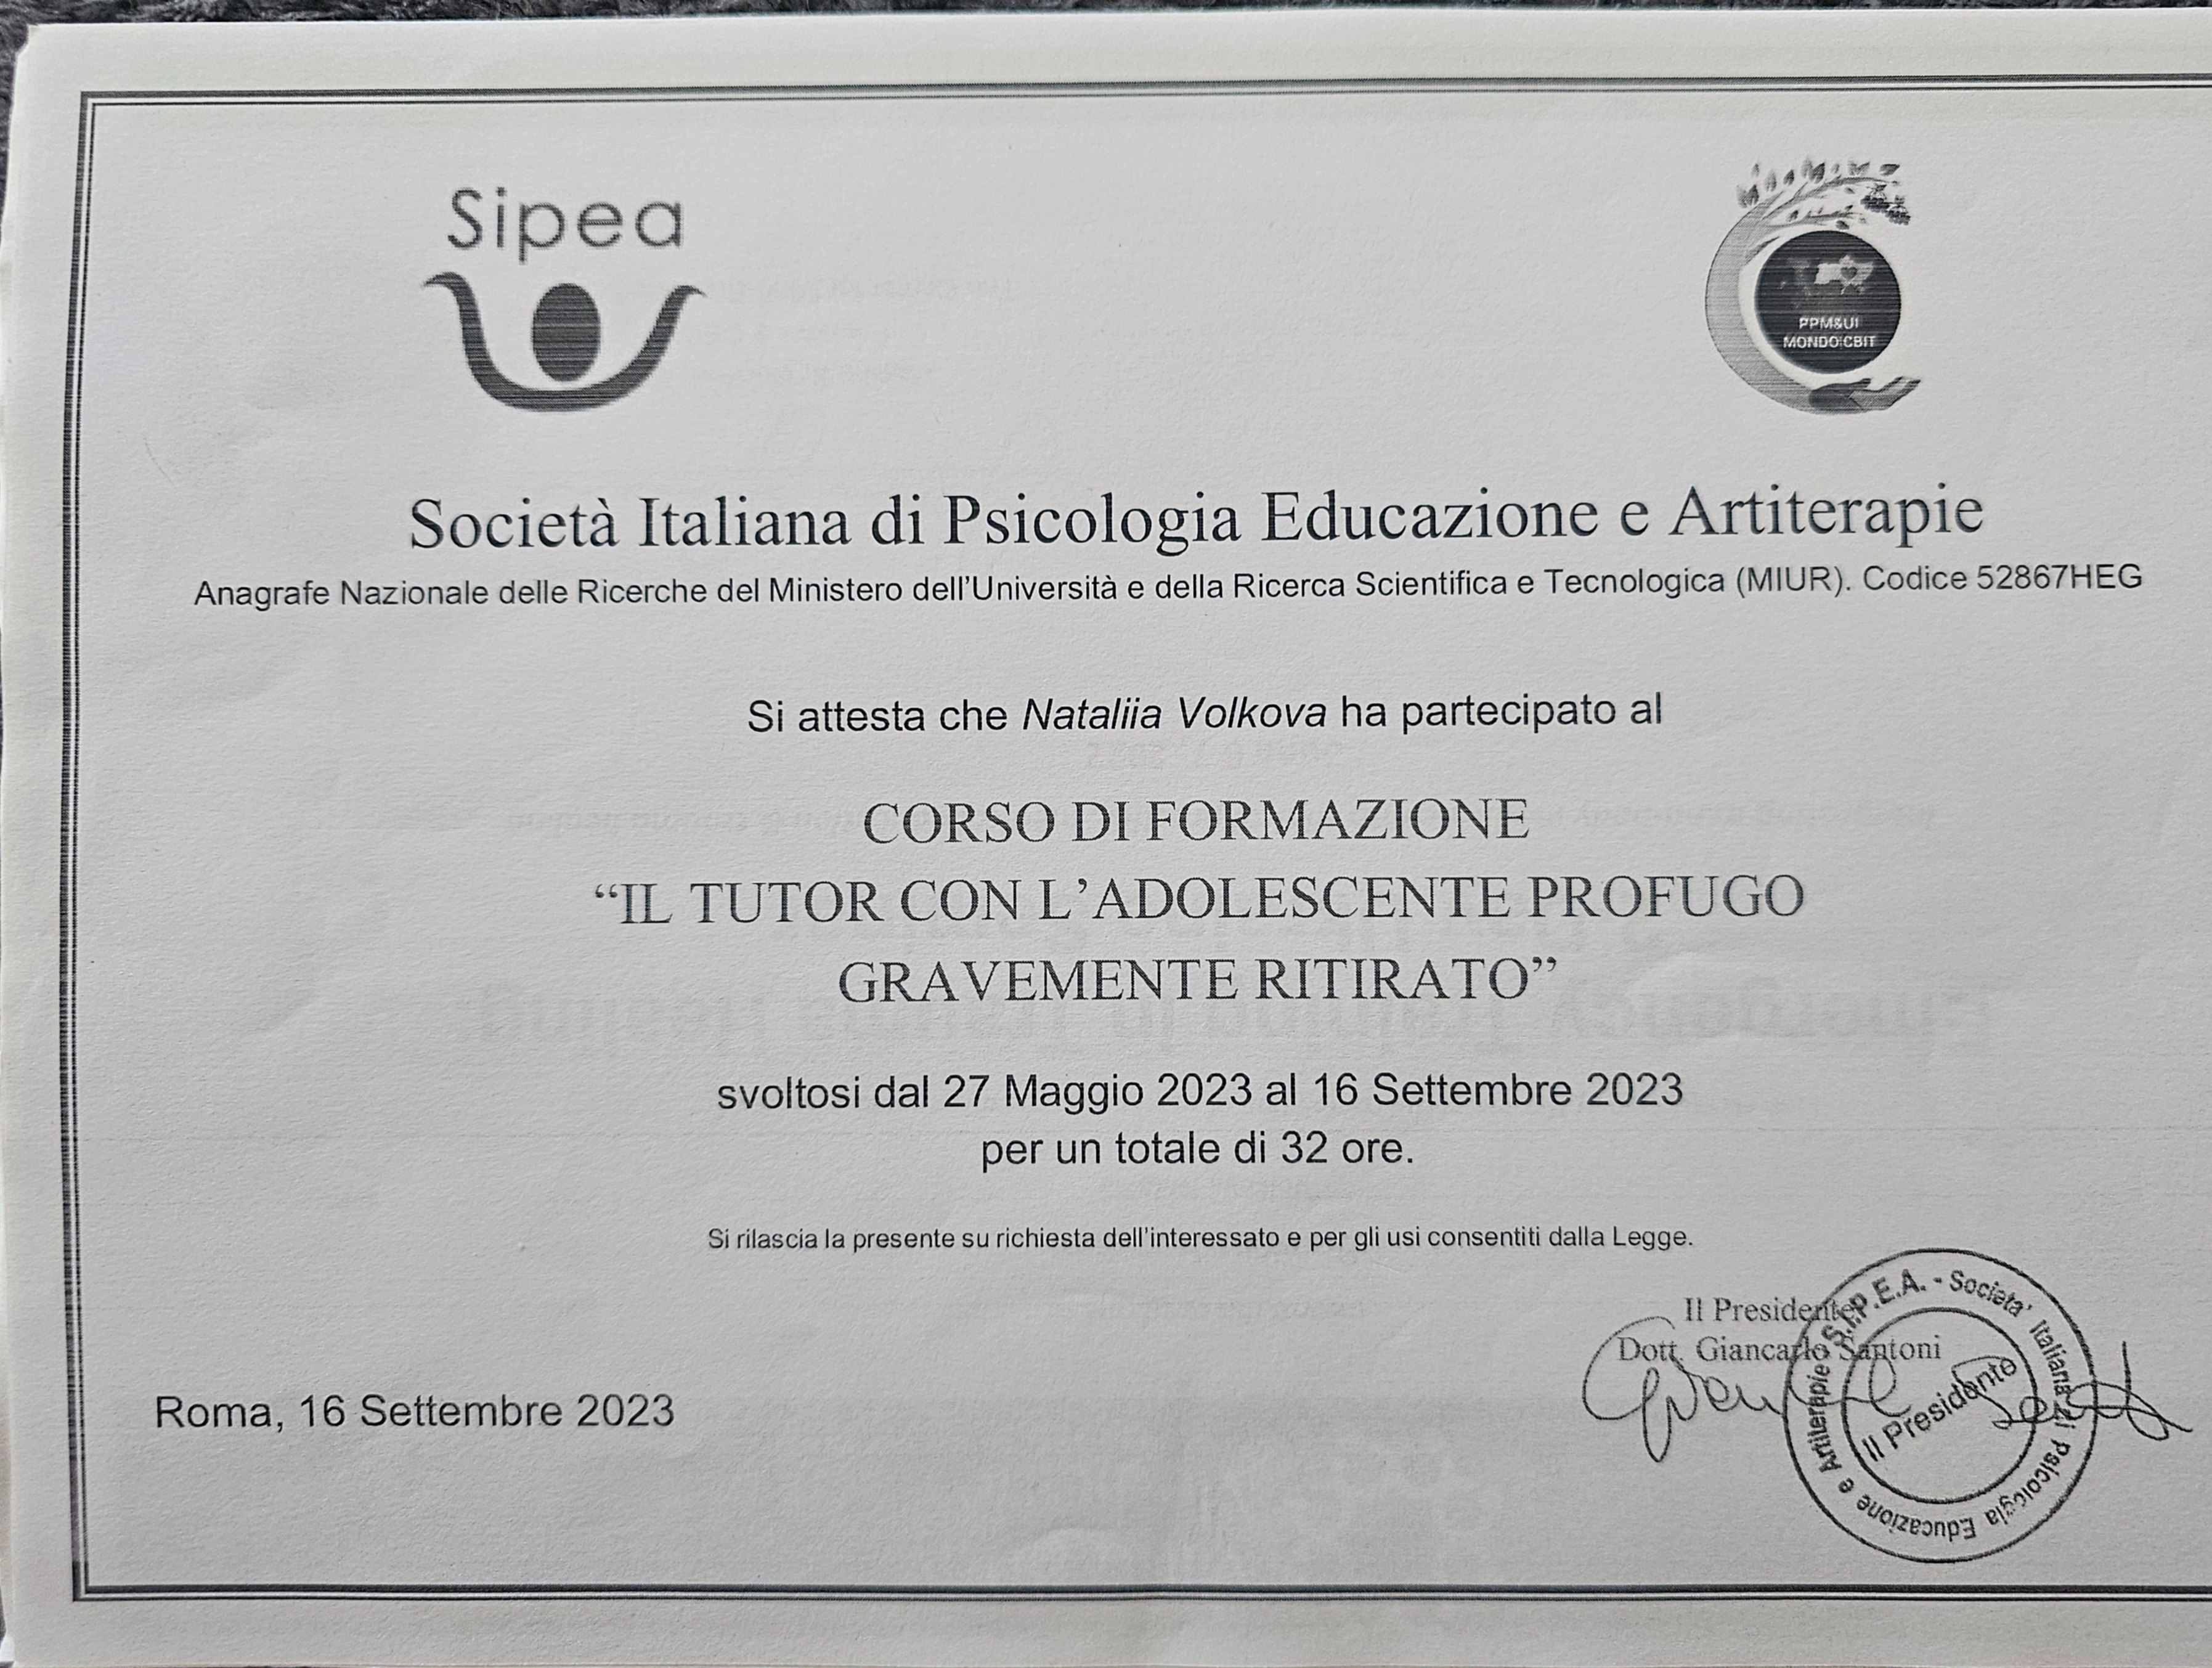 Sipea
PPM&UI
MONDO CBIT
Società Italiana di Psicologia Educazione e Artiterapie
Anagrafe Nazionale delle Ricerche del Ministero dell'Università e della Ricerca Scientifica e Tecnologica (MIUR). Codice 52867HEG
Si attesta che Nataliia Volkova ha partecipato al
CORSO DI FORMAZIONE
“IL TUTOR CON L’ADOLESCENTE PROFUGO
GRAVEMENTE RITIRATO”
svoltosi dal 27 Maggio 2023 al 16 Settembre 2023
per un totale di 32 ore.
Si rilascia la presente su richiesta dell'interessato e per gli usi consentiti dalla Legge.
Il Presidente
Dott. Giancarlo Santoni
S.I.P.E.A. - Societa' Italiana di Psicologia Educazione e Artiterapie
Il Presidente
Roma, 16 Settembre 2023